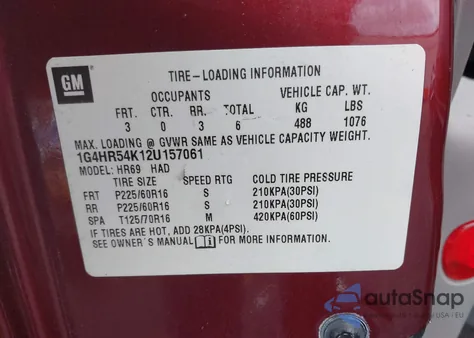 GM
TIRE-LOADING INFORMATION
OCCUPANTS VEHICLE CAP. WT.
FRT. CTR. RR. TOTAL KG LBS
3 0 3 6 488 1076
MAX. LOADING @ GVWR SAME AS VEHICLE CAPACITY WEIGHT.
1G4HR54K12U157061
MODEL: HR69 HAD
TIRE SIZE SPEED RTG COLD TIRE PRESSURE
FRT P225/60R16 S 210KPA(30PSI)
RR P225/60R16 S 210KPA(30PSI)
SPA T125/70R16 M 420KPA(60PSI)
IF TIRES ARE HOT, ADD 28KPA(4PSI).
SEE OWNER'S MANUAL i FOR MORE INFORMATION.
autaSnap
USA / EU